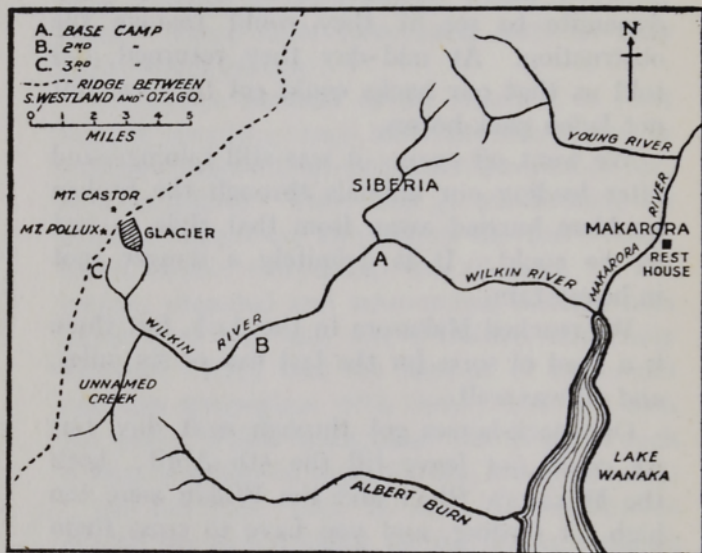 A. BASE CAMP
B. 2ND "
C. 3RD "
RIDGE BETWEEN
S. WESTLAND AND OTAGO.
0 1 2 3 4 5
MILES
N
YOUNG RIVER
SIBERIA
MT. CASTOR
MT. POLLUX
GLACIER
MAKARORA
REST
HOUSE
MAKARORA RIVER
A
WILKIN RIVER
C
WILKIN RIVER
B
UNNAMED
CREEK
LAKE
WANAKA
ALBERT BURN